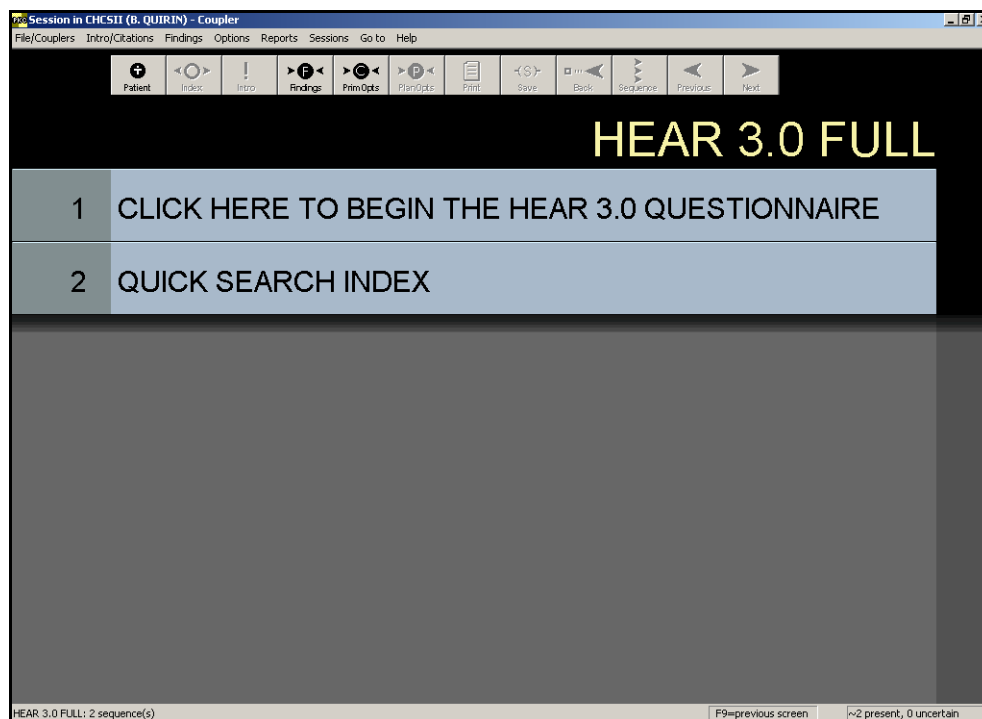 PKC Session in CHCSII (B. QUIRIN) - Coupler
File/Couplers Intro/Citations Findings Options Reports Sessions Go to Help
F C P {S}
Patient Index Intro Findings PrimOpts PlanOpts Print Save Back Sequence Previous Next
HEAR 3.0 FULL
1 CLICK HERE TO BEGIN THE HEAR 3.0 QUESTIONNAIRE
2 QUICK SEARCH INDEX
HEAR 3.0 FULL: 2 sequence(s) F9=previous screen ~2 present, 0 uncertain